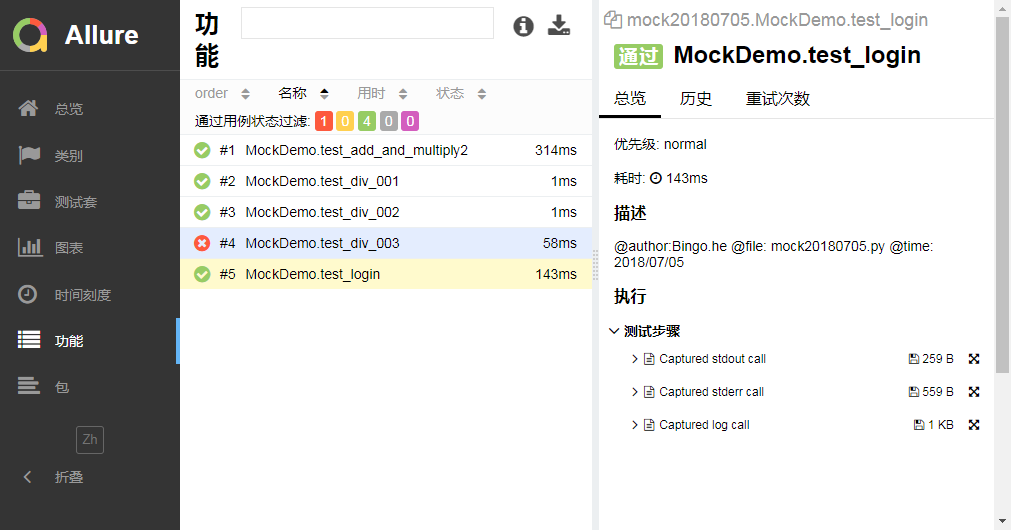 Allure
总览
类别
测试套
图表
时间刻度
功能
包
Zh
折叠
功
能
order 名称 用时 状态
通过用例状态过滤: 1 0 4 0 0
#1 MockDemo.test_add_and_multiply2 314ms
#2 MockDemo.test_div_001 1ms
#3 MockDemo.test_div_002 1ms
#4 MockDemo.test_div_003 58ms
#5 MockDemo.test_login 143ms
mock20180705.MockDemo.test_login
通过 MockDemo.test_login
总览 历史 重试次数
优先级: normal
耗时: 143ms
描述
@author:Bingo.he @file: mock20180705.py @time:
2018/07/05
执行
测试步骤
Captured stdout call 259 B
Captured stderr call 559 B
Captured log call 1 KB